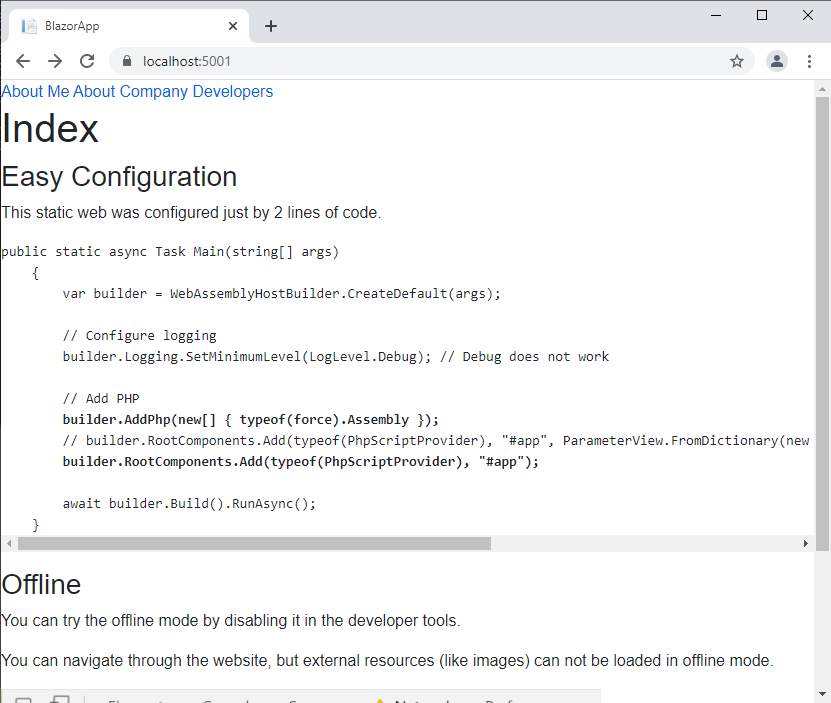 BlazorApp
localhost:5001
About Me About Company Developers
Index
Easy Configuration
This static web was configured just by 2 lines of code.
public static async Task Main(string[] args)
    {
        var builder = WebAssemblyHostBuilder.CreateDefault(args);
        // Configure logging
        builder.Logging.SetMinimumLevel(LogLevel.Debug); // Debug does not work
        // Add PHP
        builder.AddPhp(new[] { typeof(force).Assembly });
        // builder.RootComponents.Add(typeof(PhpScriptProvider), "#app", ParameterView.FromDictionary(new
        builder.RootComponents.Add(typeof(PhpScriptProvider), "#app");
        await builder.Build().RunAsync();
    }
Offline
You can try the offline mode by disabling it in the developer tools.
You can navigate through the website, but external resources (like images) can not be loaded in offline mode.